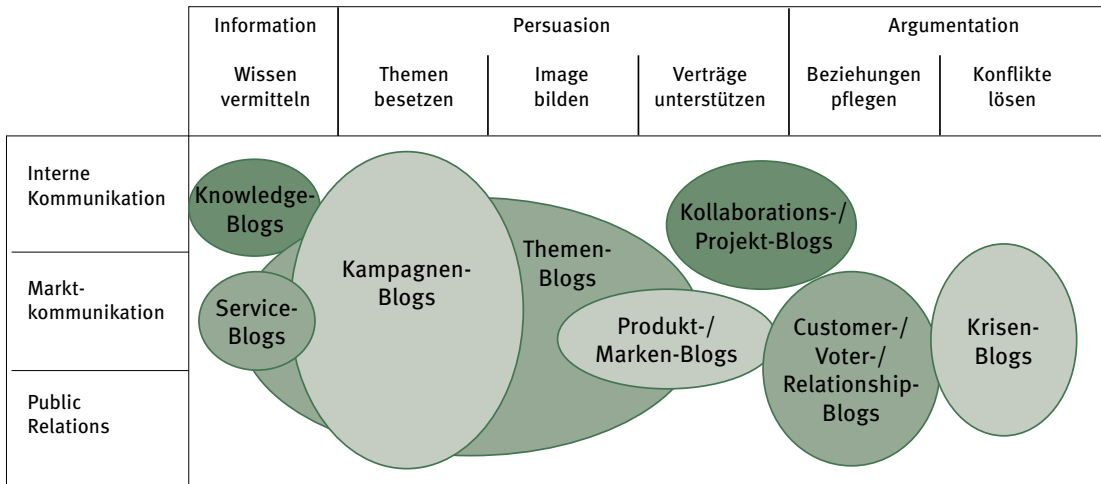 Information
Persuasion
Argumentation
Wissen
vermitteln
Themen
besetzen
Image
bilden
Verträge
unterstützen
Beziehungen
pflegen
Konflikte
lösen
Interne
Kommunikation
Knowledge-
Blogs
Kampagnen-
Blogs
Themen-
Blogs
Kollaborations-/
Projekt-Blogs
Markt-
kommunikation
Service-
Blogs
Produkt-/
Marken-Blogs
Customer-/
Voter-/
Relationship-
Blogs
Krisen-
Blogs
Public
Relations